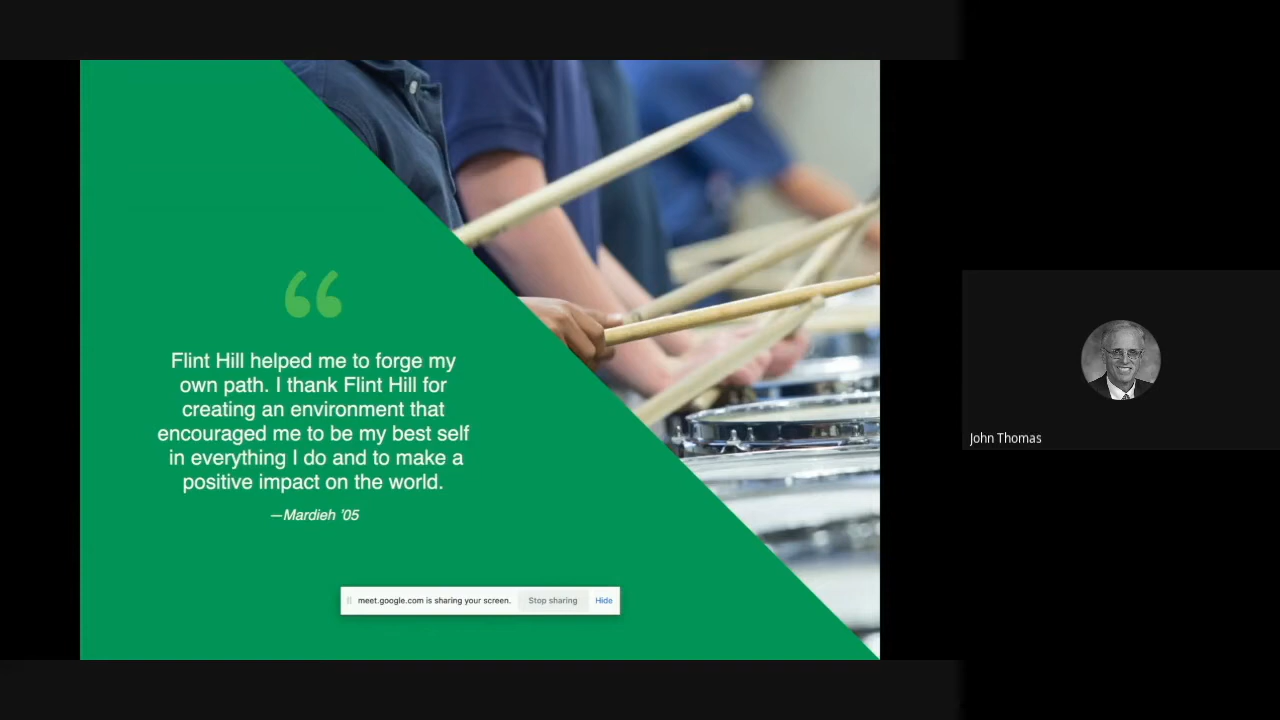 “
Flint Hill helped me to forge my
own path. I thank Flint Hill for
creating an environment that
encouraged me to be my best self
in everything I do and to make a
positive impact on the world.
—Mardieh '05
meet.google.com is sharing your screen. Stop sharing Hide
John Thomas